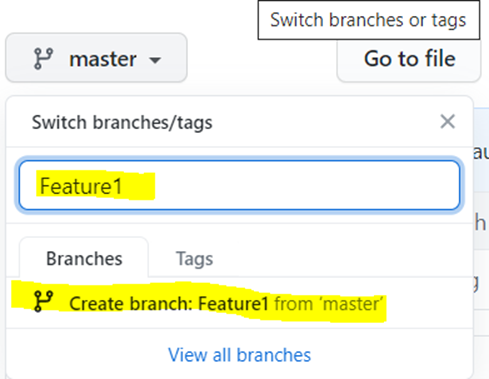 Switch branches or tags
master
Go to file
Switch branches/tags
Feature1
Branches
Tags
Create branch: Feature1 from ‘master’
View all branches